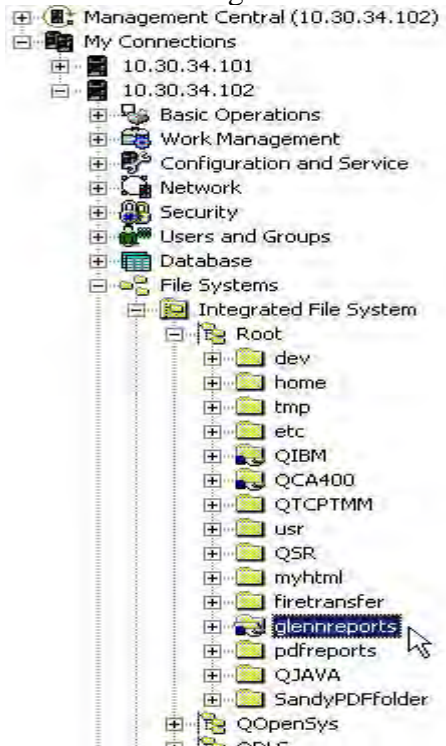 Management Central (10.30.34.102)
My Connections
10.30.34.101
10.30.34.102
Basic Operations
Work Management
Configuration and Service
Network
Security
Users and Groups
Database
File Systems
Integrated File System
Root
dev
home
tmp
etc
QIBM
QCA400
QTCPTMM
usr
QSR
myhtml
firetransfer
glennreports
pdfreports
QJAVA
SandyPDFfolder
QOpenSys